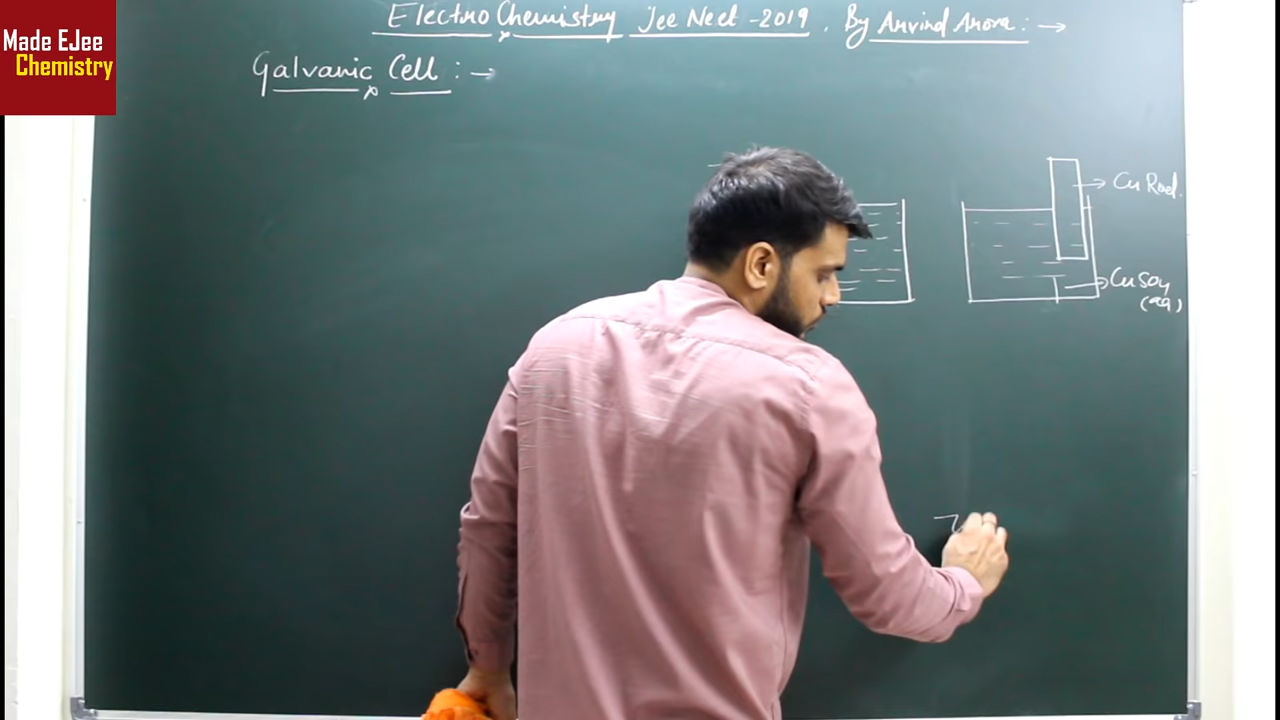 Made EJee
Chemistry
Electro Chemistry Jee Neet - 2019. By Arvind Arora : →
Galvanic Cell : →
→ Cu Rod.
→ CuSO4
(aq)